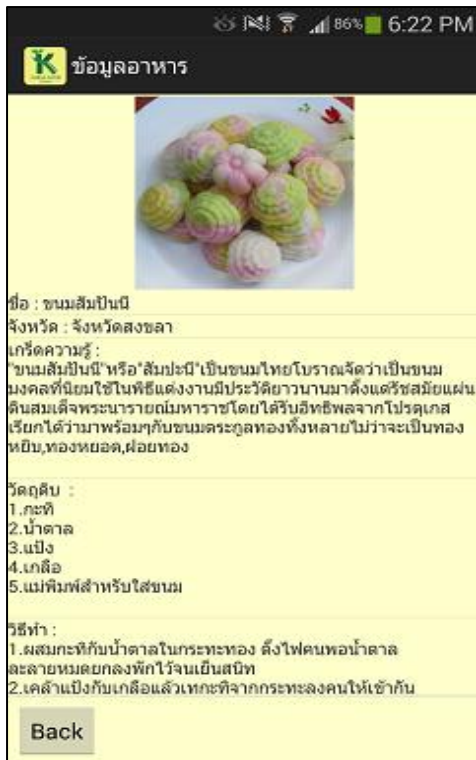 86% 6:22 PM
ข้อมูลอาหาร
ชื่อ : ขนมสัมปันนี
จังหวัด : จังหวัดสงขลา
เกร็ดความรู้ :
"ขนมสัมปันนี"หรือ"สัมปะนี"เป็นขนมไทยโบราณจัดว่าเป็นขนม
มงคลที่นิยมใช้ในพิธีแต่งงานมีประวัติยาวนานมาตั้งแต่รัชสมัยแผ่น
ดินสมเด็จพระนารายณ์มหาราชโดยได้รับอิทธิพลจากโปรตุเกส
เรียกได้ว่ามาพร้อมๆกับขนมตระกูลทองทั้งหลายไม่ว่าจะเป็นทอง
หยิบ,ทองหยอด,ฝอยทอง
วัตถุดิบ :
1.กะทิ
2.น้ำตาล
3.แป้ง
4.เกลือ
5.แม่พิมพ์สำหรับใส่ขนม
วิธีทำ :
1.ผสมกะทิกับน้ำตาลในกระทะทอง ตั้งไฟคนพอน้ำตาล
ละลายหมดยกลงพักไว้จนเย็นสนิท
2.เคล้าแป้งกับเกลือแล้วเทกะทิจากกระทะลงคนให้เข้ากัน
Back